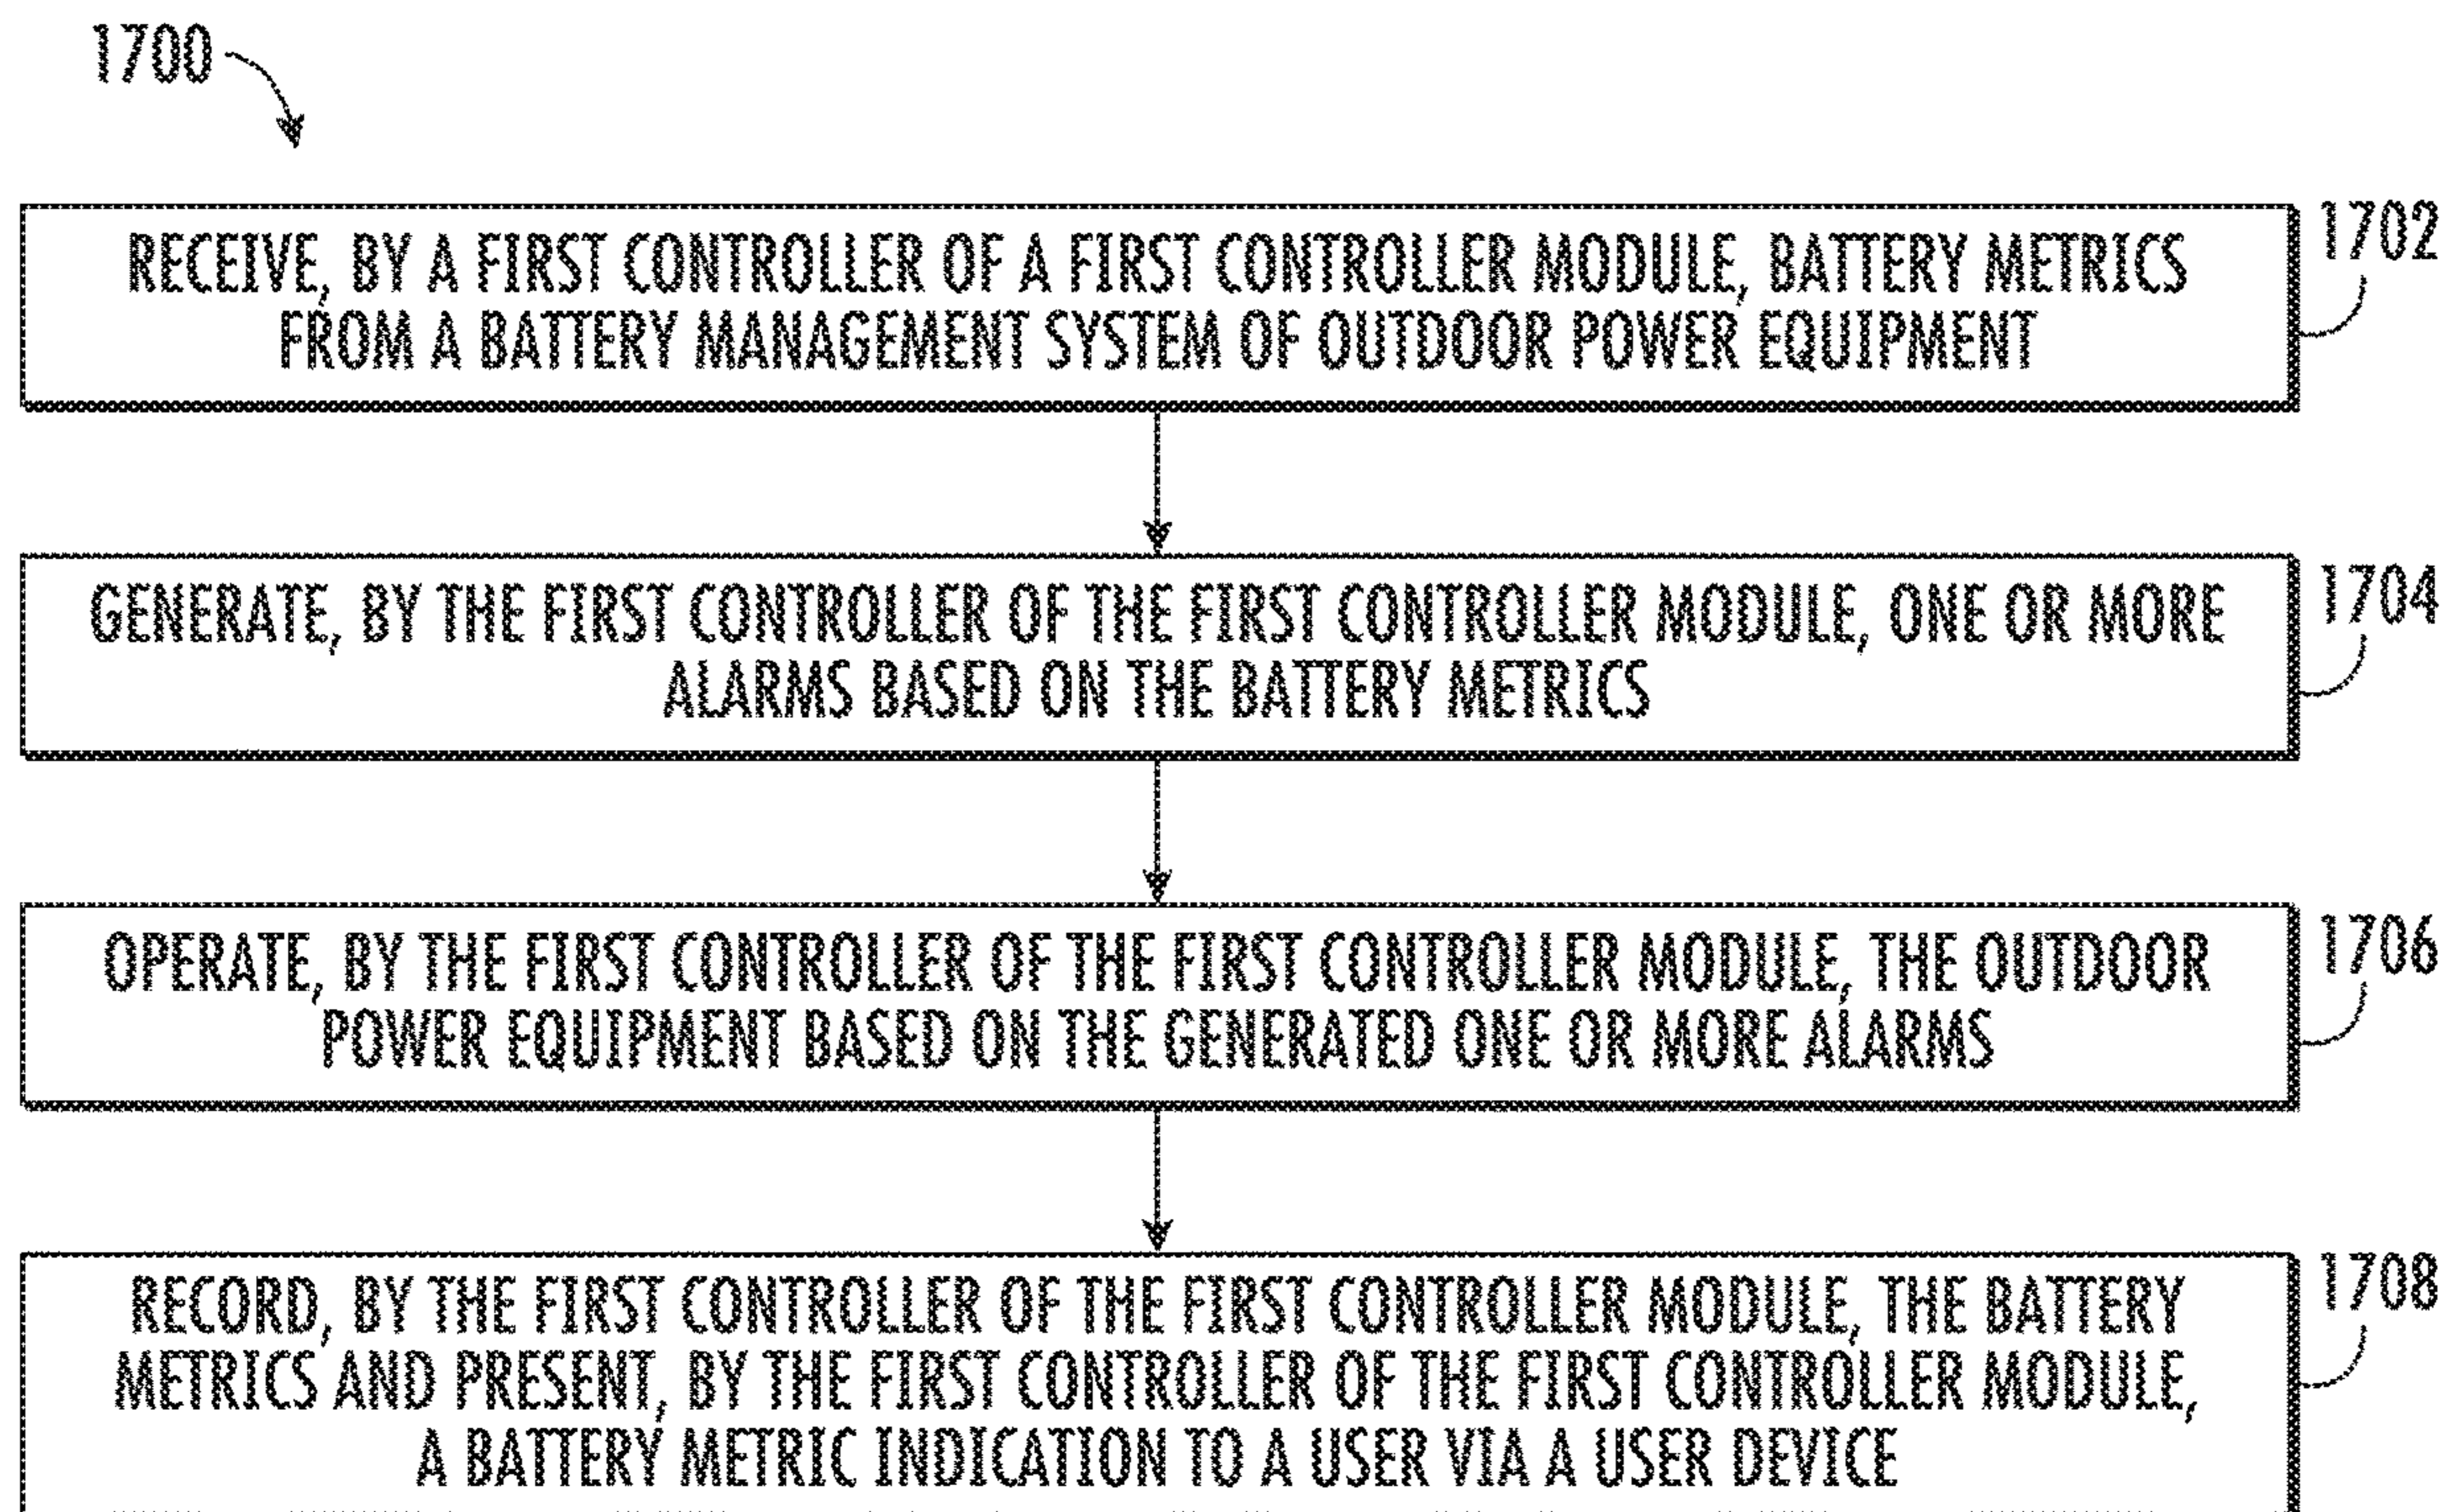 1700
1702
RECEIVE, BY A FIRST CONTROLLER OF A FIRST CONTROLLER MODULE, BATTERY METRICS
FROM A BATTERY MANAGEMENT SYSTEM OF OUTDOOR POWER EQUIPMENT
1704
GENERATE, BY THE FIRST CONTROLLER OF THE FIRST CONTROLLER MODULE, ONE OR MORE
ALARMS BASED ON THE BATTERY METRICS
1706
OPERATE, BY THE FIRST CONTROLLER OF THE FIRST CONTROLLER MODULE, THE OUTDOOR
POWER EQUIPMENT BASED ON THE GENERATED ONE OR MORE ALARMS
1708
RECORD, BY THE FIRST CONTROLLER OF THE FIRST CONTROLLER MODULE, THE BATTERY
METRICS AND PRESENT, BY THE FIRST CONTROLLER OF THE FIRST CONTROLLER MODULE,
A BATTERY METRIC INDICATION TO A USER VIA A USER DEVICE